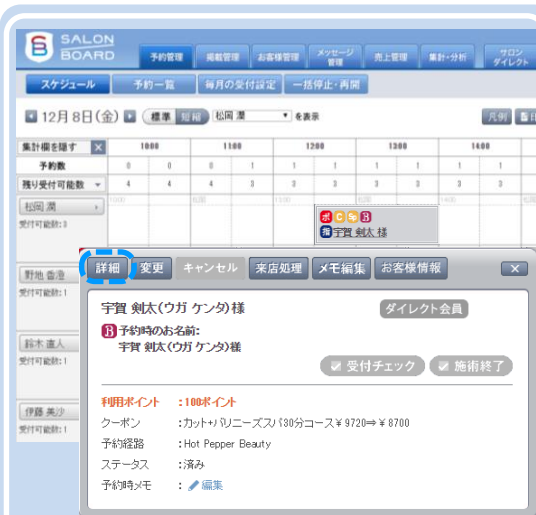 SALON BOARD
予約管理 掲載管理 お客様管理 メッセージ管理 売上管理 集計・分析 サロンダイレクト
スケジュール 予約一覧 毎月の受付設定 一括停止・再開
12月 8日(金) 標準 短縮 松岡 潤 を表示 凡例
集計欄を隠す × 10:00 11:00 12:00 13:00 14:00
予約数 0 0 0 1 1 1 1 1 1 1
残り受付可能数 4 4 4 3 3 3 3 3 3 3
松岡 潤
受付可能数:3
ポ C B
指 宇賀 剣太 様
野地 香澄
受付可能数:1
鈴木 直人
受付可能数:1
伊藤 美沙
受付可能数:1
詳細 変更 キャンセル 来店処理 メモ編集 お客様情報 ×
宇賀 剣太(ウガ ケンタ)様 ダイレクト会員
B 予約時のお名前:
宇賀 剣太(ウガ ケンタ)様
受付チェック 施術終了
利用ポイント :100ポイント
クーポン :カット+バリニーズスパ30分コース¥ 9720⇒¥ 8700
予約経路 :Hot Pepper Beauty
ステータス :済み
予約時メモ : 編集